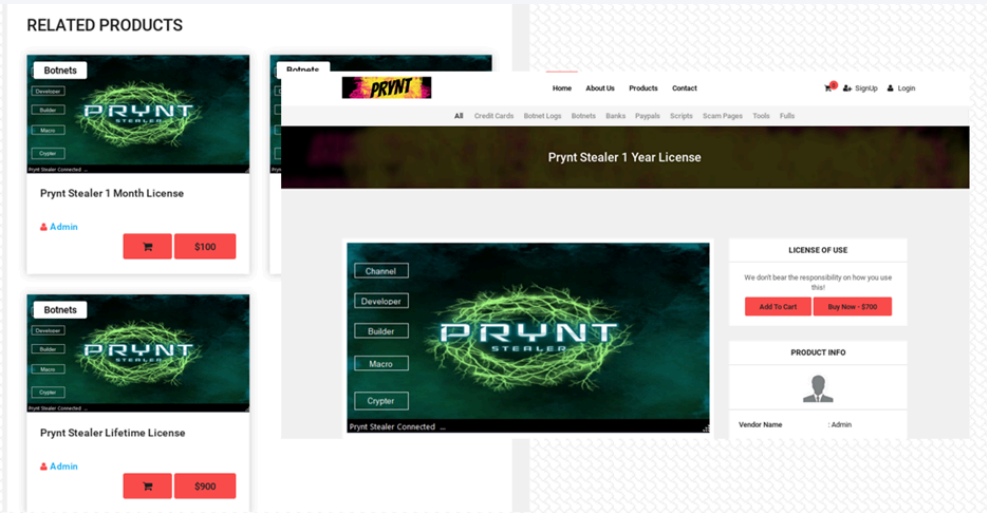 RELATED PRODUCTS
Botnets
Developer
Builder
Macro
Crypter
PRYNT
STEALER
Prynt Stealer Connected ...
Prynt Stealer 1 Month License
Admin
$100
Botnets
Botnets
Developer
Builder
Macro
Crypter
PRYNT
STEALER
Prynt Stealer Connected ...
Prynt Stealer Lifetime License
Admin
$900
PRYNT
Home About Us Products Contact
SignUp Login
All Credit Cards Botnet Logs Botnets Banks Paypals Scripts Scam Pages Tools Fulls
Prynt Stealer 1 Year License
Channel
Developer
Builder
Macro
Crypter
PRYNT
STEALER
Prynt Stealer Connected ...
LICENSE OF USE
We don't bear the responsibility on how you use
this!
Add To Cart Buy Now - $700
PRODUCT INFO
Vendor Name : Admin